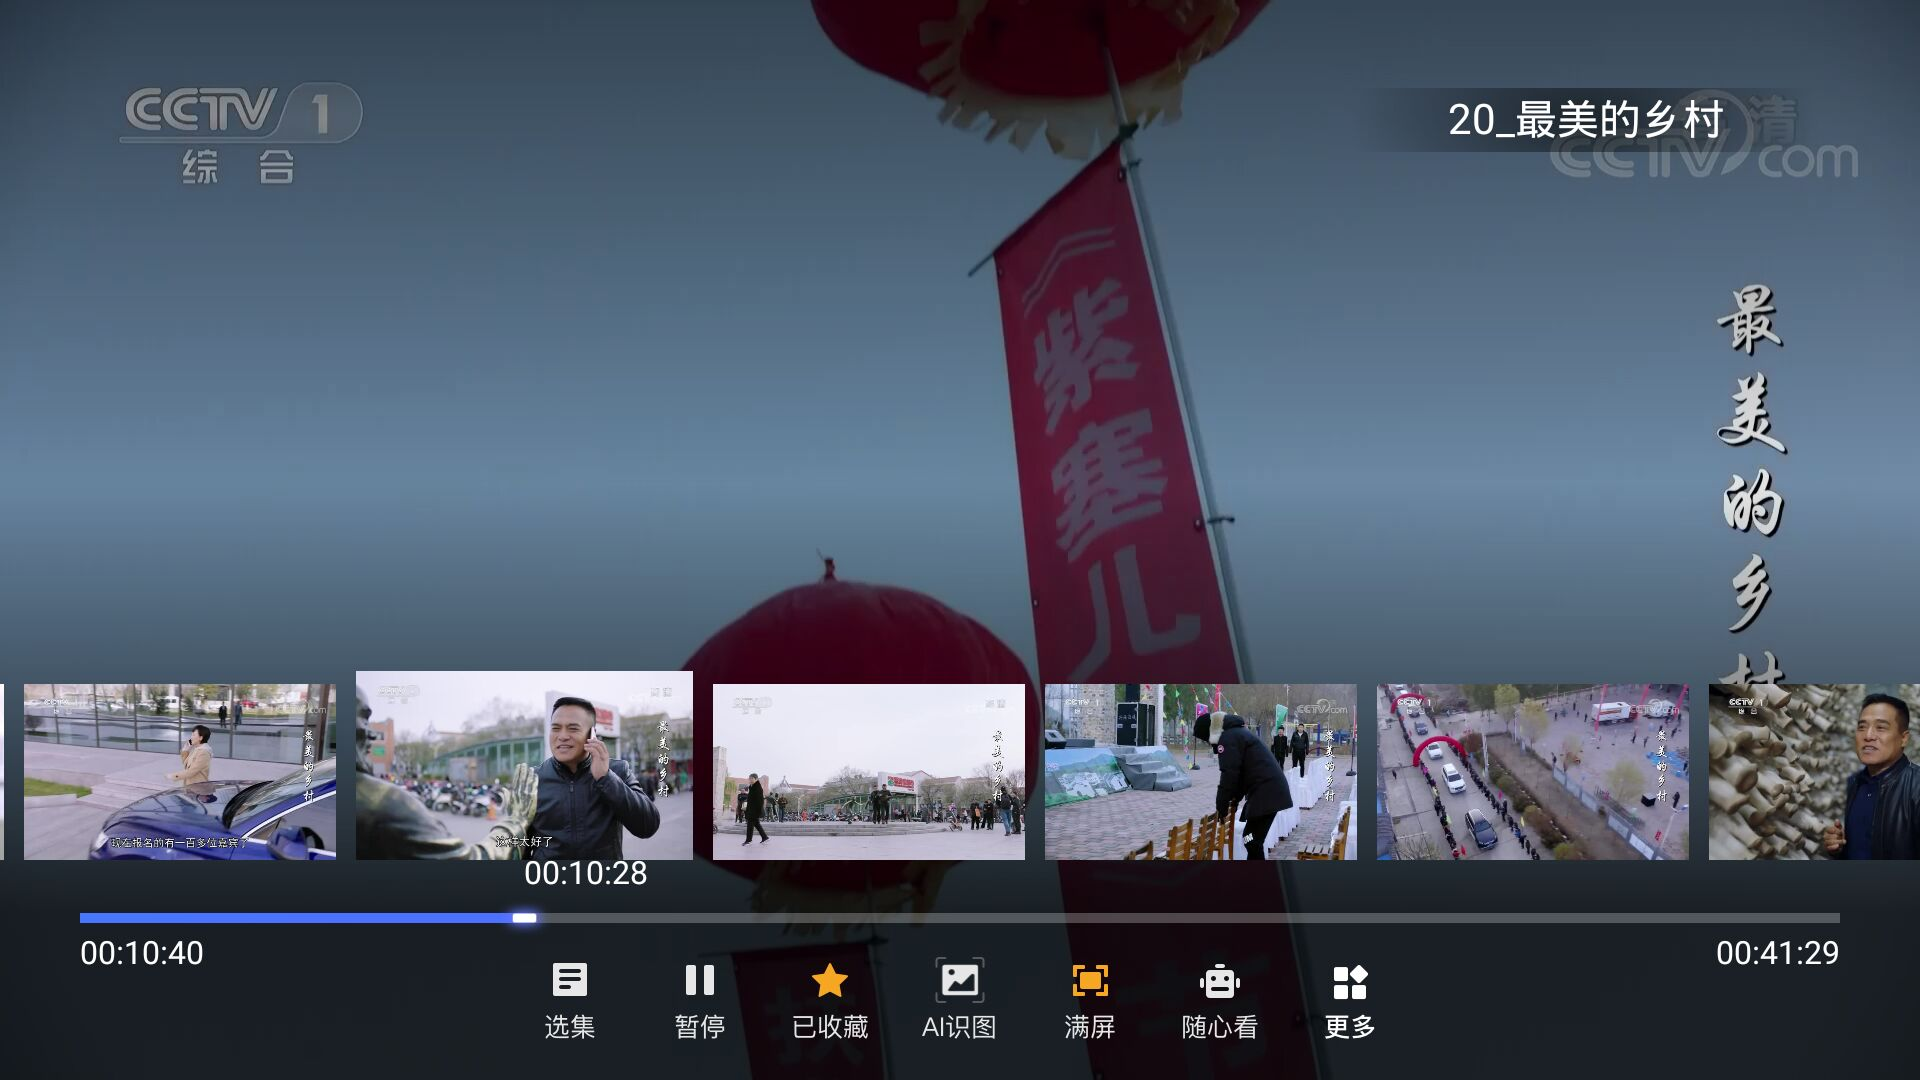 CCTV 1
综 合
20_最美的乡村
清
CCTV com
最美的乡村
《紫塞儿
现在报名的有一百多位嘉宾了
这样太好了
00:10:28
00:10:40
00:41:29
选集
暂停
已收藏
AI识图
满屏
随心看
更多